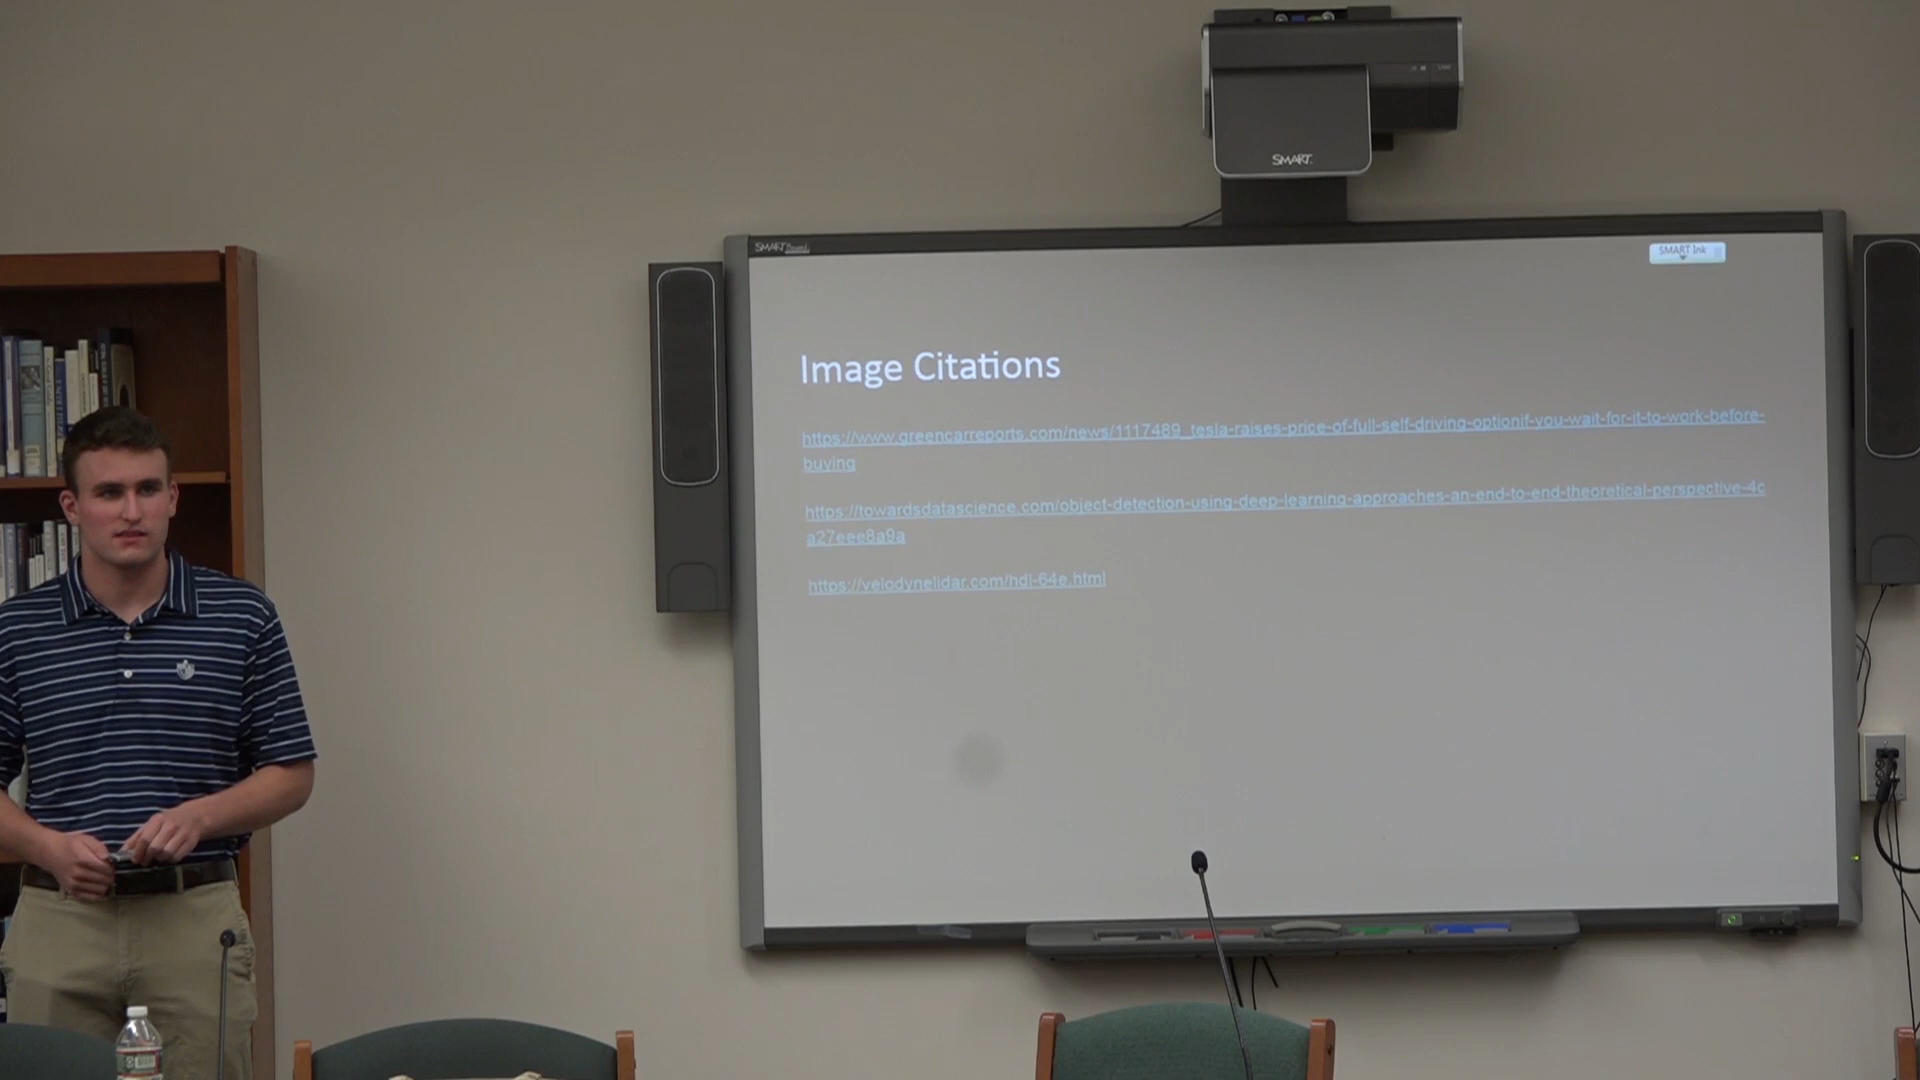 SMART
SMART Board
SMART Ink
Image Citations
https://www.greencarreports.com/news/1117489_tesla-raises-price-of-full-self-driving-optionif-you-wait-for-it-to-work-before-
buying
https://towardsdatascience.com/object-detection-using-deep-learning-approaches-an-end-to-end-theoretical-perspective-4c
a27eee8a9a
https://velodynelidar.com/hdl-64e.html